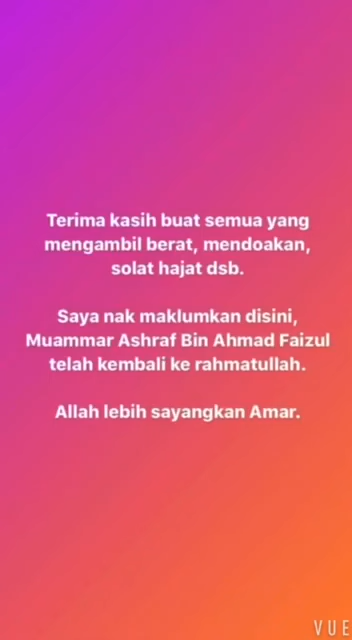 Terima kasih buat semua yang
mengambil berat, mendoakan,
solat hajat dsb.
Saya nak maklumkan disini,
Muammar Ashraf Bin Ahmad Faizul
telah kembali ke rahmatullah.
Allah lebih sayangkan Amar.
VUE